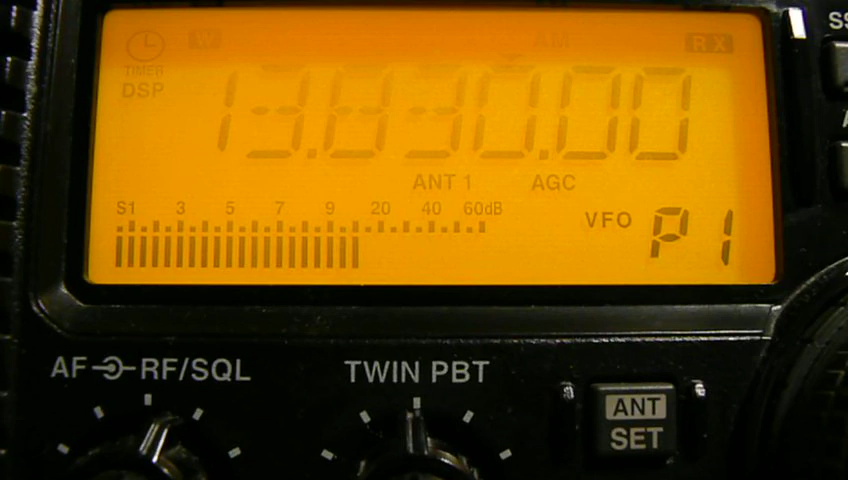 W AM RX
TIMER
DSP
13.830.00
ANT 1 AGC
S1 3 5 7 9 20 40 60dB
VFO P1
AF RF/SQL TWIN PBT
ANT
SET